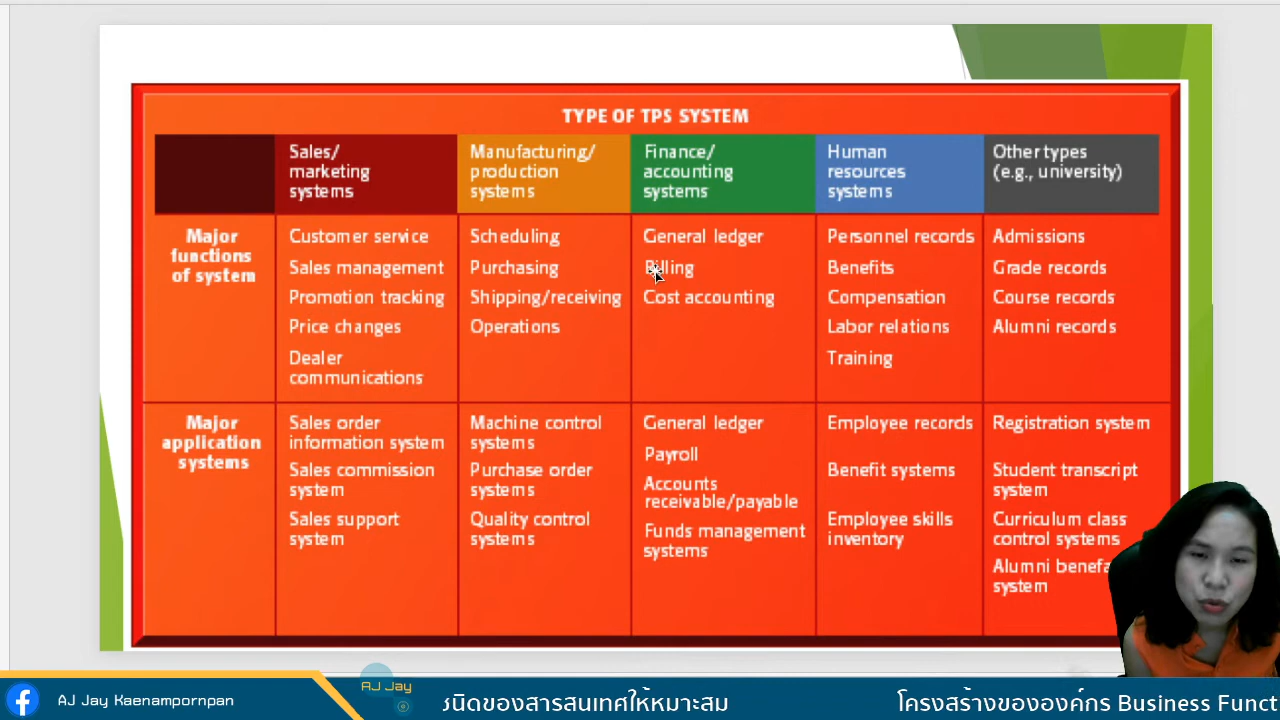 TYPE OF TPS SYSTEM
Sales/
marketing
systems
Manufacturing/
production
systems
Finance/
accounting
systems
Human
resources
systems
Other types
(e.g., university)
Major
functions
of system
Customer service
Sales management
Promotion tracking
Price changes
Dealer
communications
Scheduling
Purchasing
Shipping/receiving
Operations
General ledger
Billing
Cost accounting
Personnel records
Benefits
Compensation
Labor relations
Training
Admissions
Grade records
Course records
Alumni records
Major
application
systems
Sales order
information system
Sales commission
system
Sales support
system
Machine control
systems
Purchase order
systems
Quality control
systems
General ledger
Payroll
Accounts
receivable/payable
Funds management
systems
Employee records
Benefit systems
Employee skills
inventory
Registration system
Student transcript
system
Curriculum class
control systems
Alumni benefa
system
AJ Jay Kaenampornpan
AJ Jay
นิดของสารสนเทศให้หมาะสม
โครงสร้างขององค์กร Business Funct